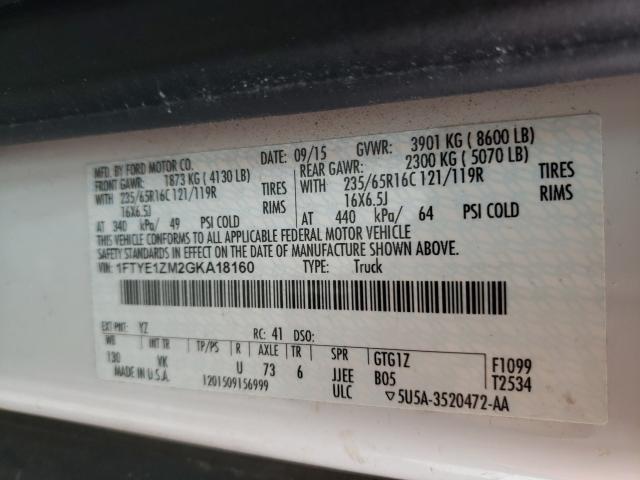 MFD. BY FORD MOTOR CO. DATE: 09/15 GVWR: 3901 KG ( 8600 LB)
FRONT GAWR: 1873 KG ( 4130 LB) REAR GAWR: 2300 KG ( 5070 LB)
WITH 235/65R16C 121/119R TIRES WITH 235/65R16C 121/119R TIRES
16X6.5J RIMS 16X6.5J RIMS
AT 340 kPa/ 49 PSI COLD AT 440 kPa/ 64 PSI COLD
THIS VEHICLE CONFORMS TO ALL APPLICABLE FEDERAL MOTOR VEHICLE
SAFETY STANDARDS IN EFFECT ON THE DATE OF MANUFACTURE SHOWN ABOVE.
VIN: 1FTYE1ZM2GKA18160 TYPE: Truck
EXT PNT: YZ RC: 41 DSO:
WB INT TR TP/PS R AXLE TR SPR GTG1Z F1099
130 VK U 73 6 JJEE B05 T2534
MADE IN U.S.A. 1201509156999 ULC 5U5A-3520472-AA